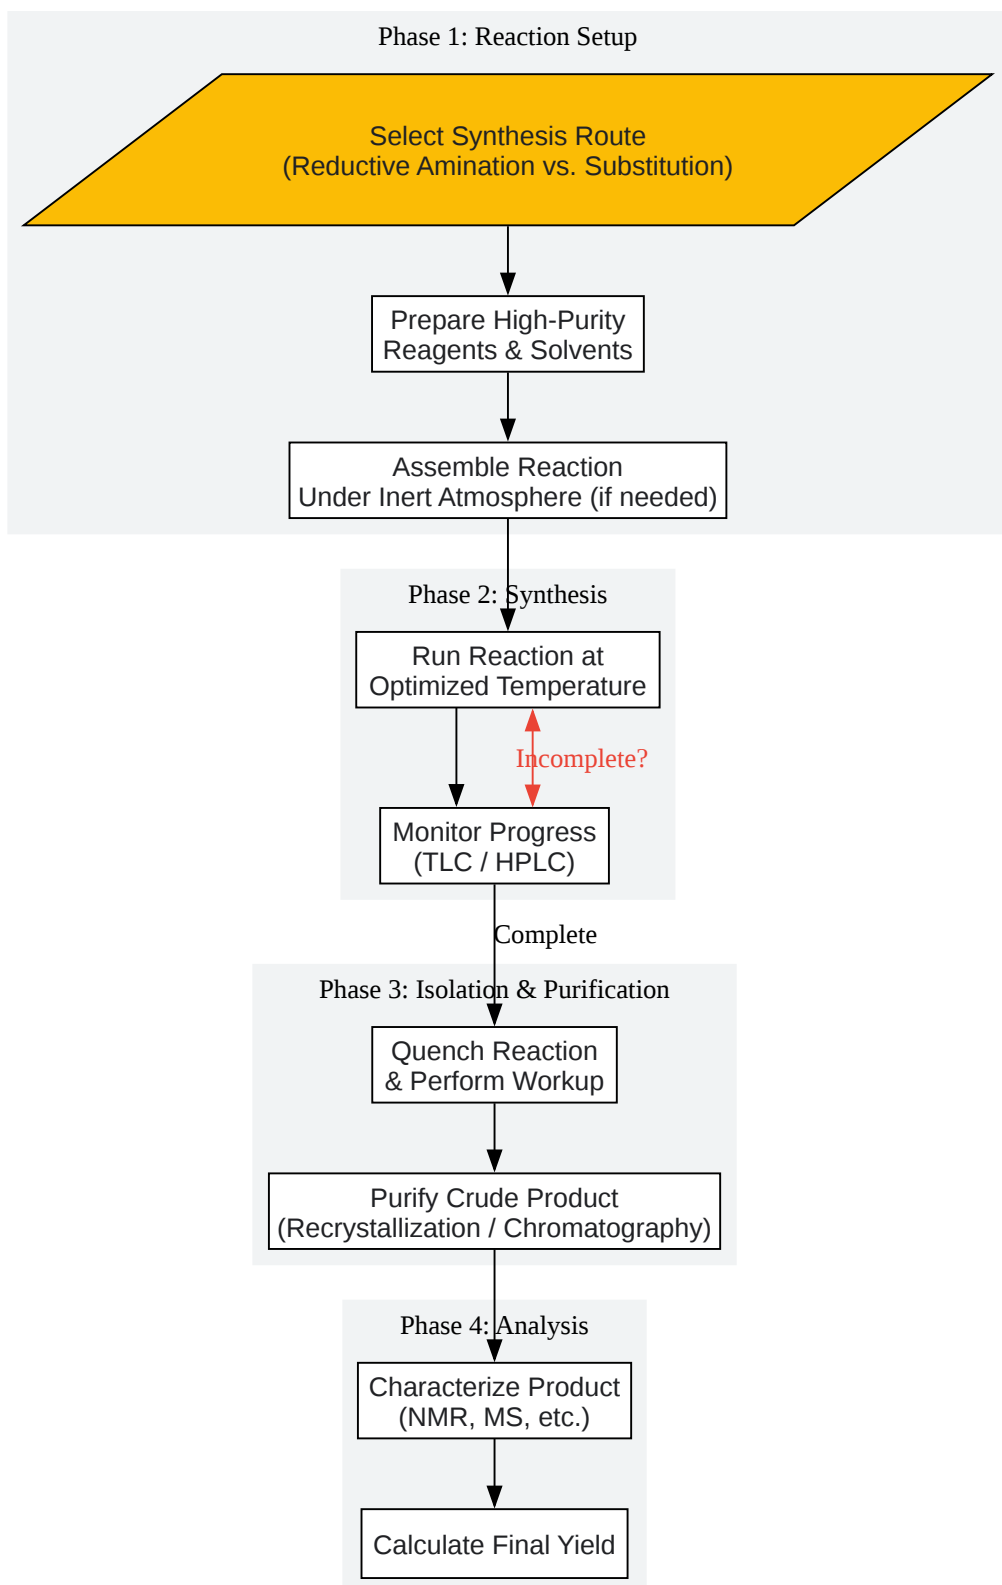 Phase 1: Reaction Setup
Select Synthesis Route
(Reductive Amination vs. Substitution)
Prepare High-Purity
Reagents & Solvents
Assemble Reaction
Under Inert Atmosphere (if needed)
Phase 2: Synthesis
Run Reaction at
Optimized Temperature
Incomplete?
Monitor Progress
(TLC / HPLC)
Complete
Phase 3: Isolation & Purification
Quench Reaction
& Perform Workup
Purify Crude Product
(Recrystallization / Chromatography)
Phase 4: Analysis
Characterize Product
(NMR, MS, etc.)
Calculate Final Yield